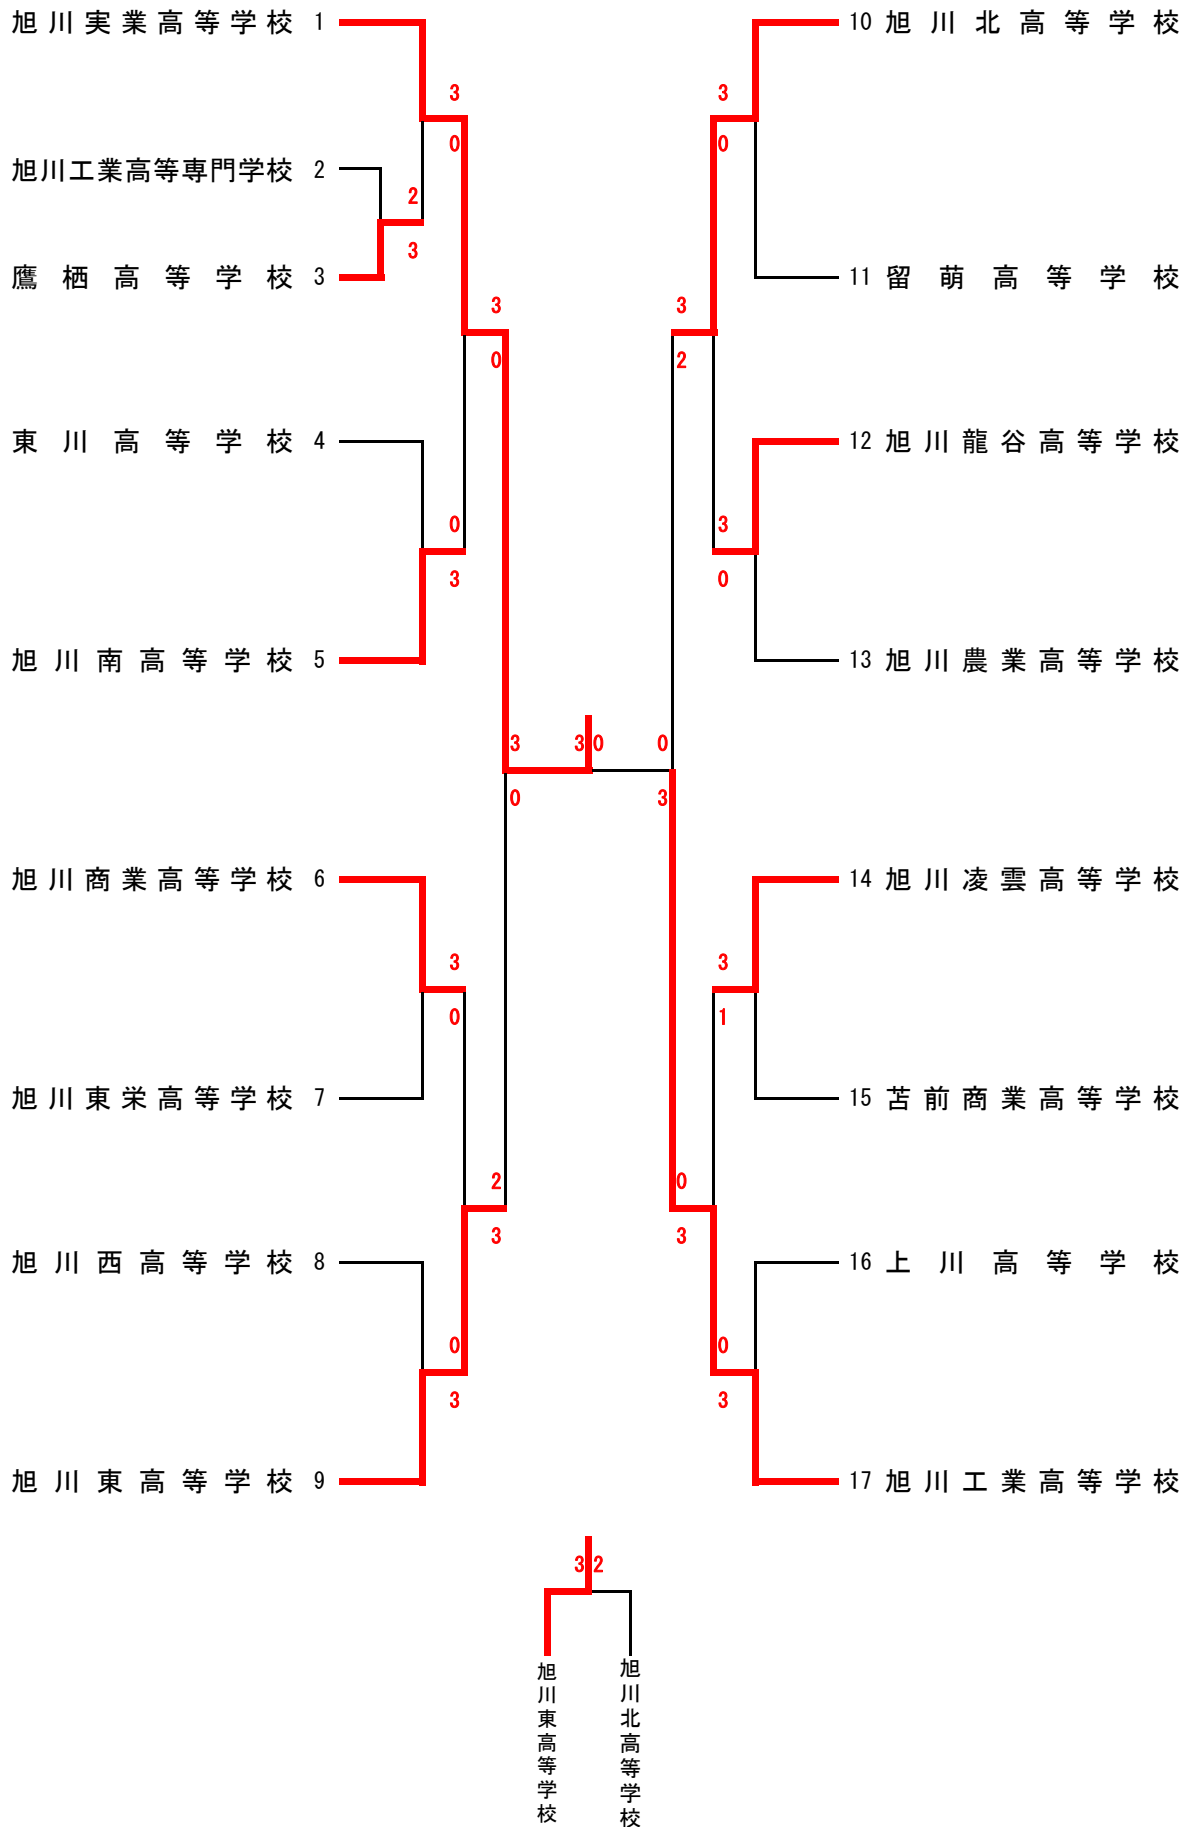 旭川実業高等学校 1
3
0
旭川工業高等専門学校 2
2
3
鷹栖高等学校 3
3
0
東川高等学校 4
0
3
旭川南高等学校 5
3
0
旭川商業高等学校 6
3
0
旭川東栄高等学校 7
2
3
旭川西高等学校 8
0
3
旭川東高等学校 9
3 0
10 旭川北高等学校
3
0
11 留萌高等学校
3
2
12 旭川龍谷高等学校
3
0
13 旭川農業高等学校
0
3
14 旭川凌雲高等学校
3
1
15 苫前商業高等学校
0
3
16 上川高等学校
0
3
17 旭川工業高等学校
3 2
旭川東高等学校
旭川北高等学校